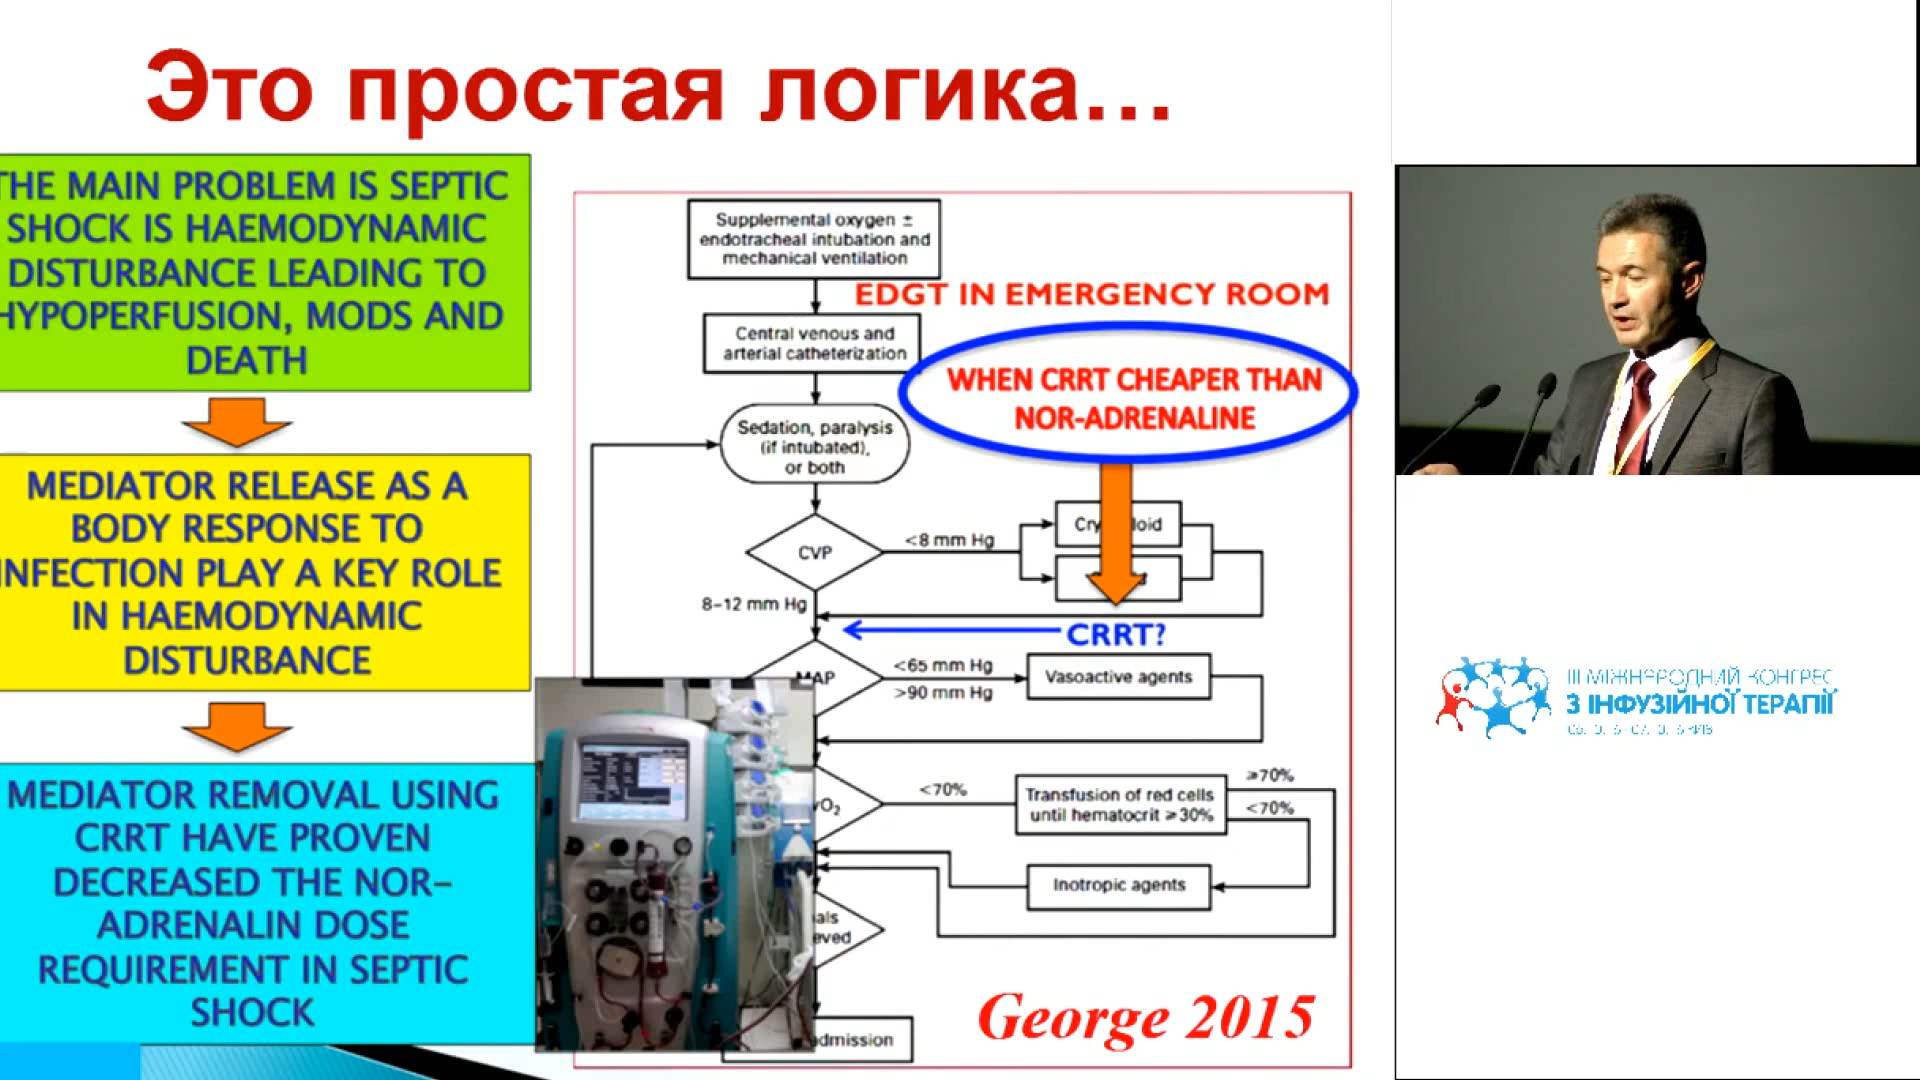 Это простая логика...
THE MAIN PROBLEM IS SEPTIC
SHOCK IS HAEMODYNAMIC
DISTURBANCE LEADING TO
HYPOPERFUSION, MODS AND
DEATH
MEDIATOR RELEASE AS A
BODY RESPONSE TO
INFECTION PLAY A KEY ROLE
IN HAEMODYNAMIC
DISTURBANCE
MEDIATOR REMOVAL USING
CRRT HAVE PROVEN
DECREASED THE NOR-
ADRENALIN DOSE
REQUIREMENT IN SEPTIC
SHOCK
Supplemental oxygen ±
endotracheal intubation and
mechanical ventilation
EDGT IN EMERGENCY ROOM
Central venous and
arterial catheterization
WHEN CRRT CHEAPER THAN
NOR-ADRENALINE
Sedation, paralysis
(if intubated),
or both
CVP
<8 mm Hg
8–12 mm Hg
CRRT?
MAP
<65 mm Hg
>90 mm Hg
Vasoactive agents
vO2
<70%
Transfusion of red cells
until hematocrit ≥30%
≥70%
<70%
Inotropic agents
als
eved
dmission
George 2015
III МІЖНАРОДНИЙ КОНГРЕС
З ІНФУЗІЙНОЇ ТЕРАПІЇ